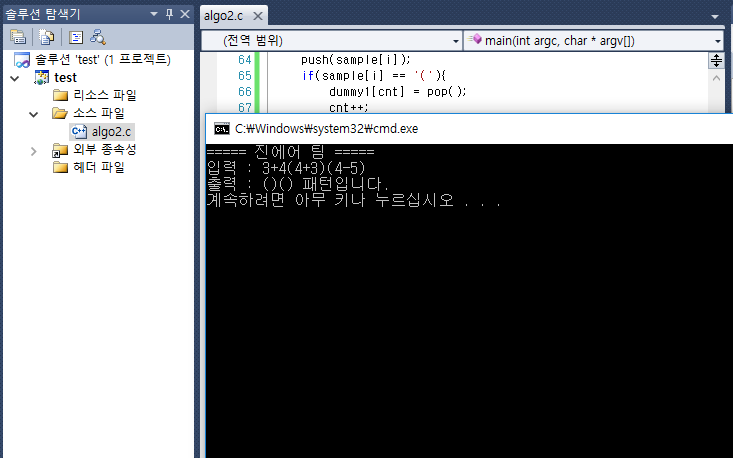 솔루션 탐색기
솔루션 'test' (1 프로젝트)
test
리소스 파일
소스 파일
algo2.c
외부 종속성
헤더 파일
algo2.c
(전역 범위)
main(int argc, char * argv[])
64 push(sample[i]);
65 if(sample[i] == '('){
66 dummy1[cnt] = pop();
67 cnt++;
C:₩Windows₩system32₩cmd.exe
===== 진에어 팀 =====
입력 : 3+4(4+3)(4-5)
출력 : ()() 패턴입니다.
계속하려면 아무 키나 누르십시오 . . .